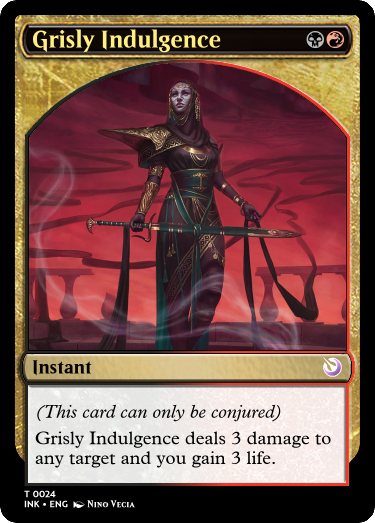 Grisly Indulgence
Instant
(This card can only be conjured)
Grisly Indulgence deals 3 damage to
any target and you gain 3 life.
T 0024
INK • ENG Nino Vecia